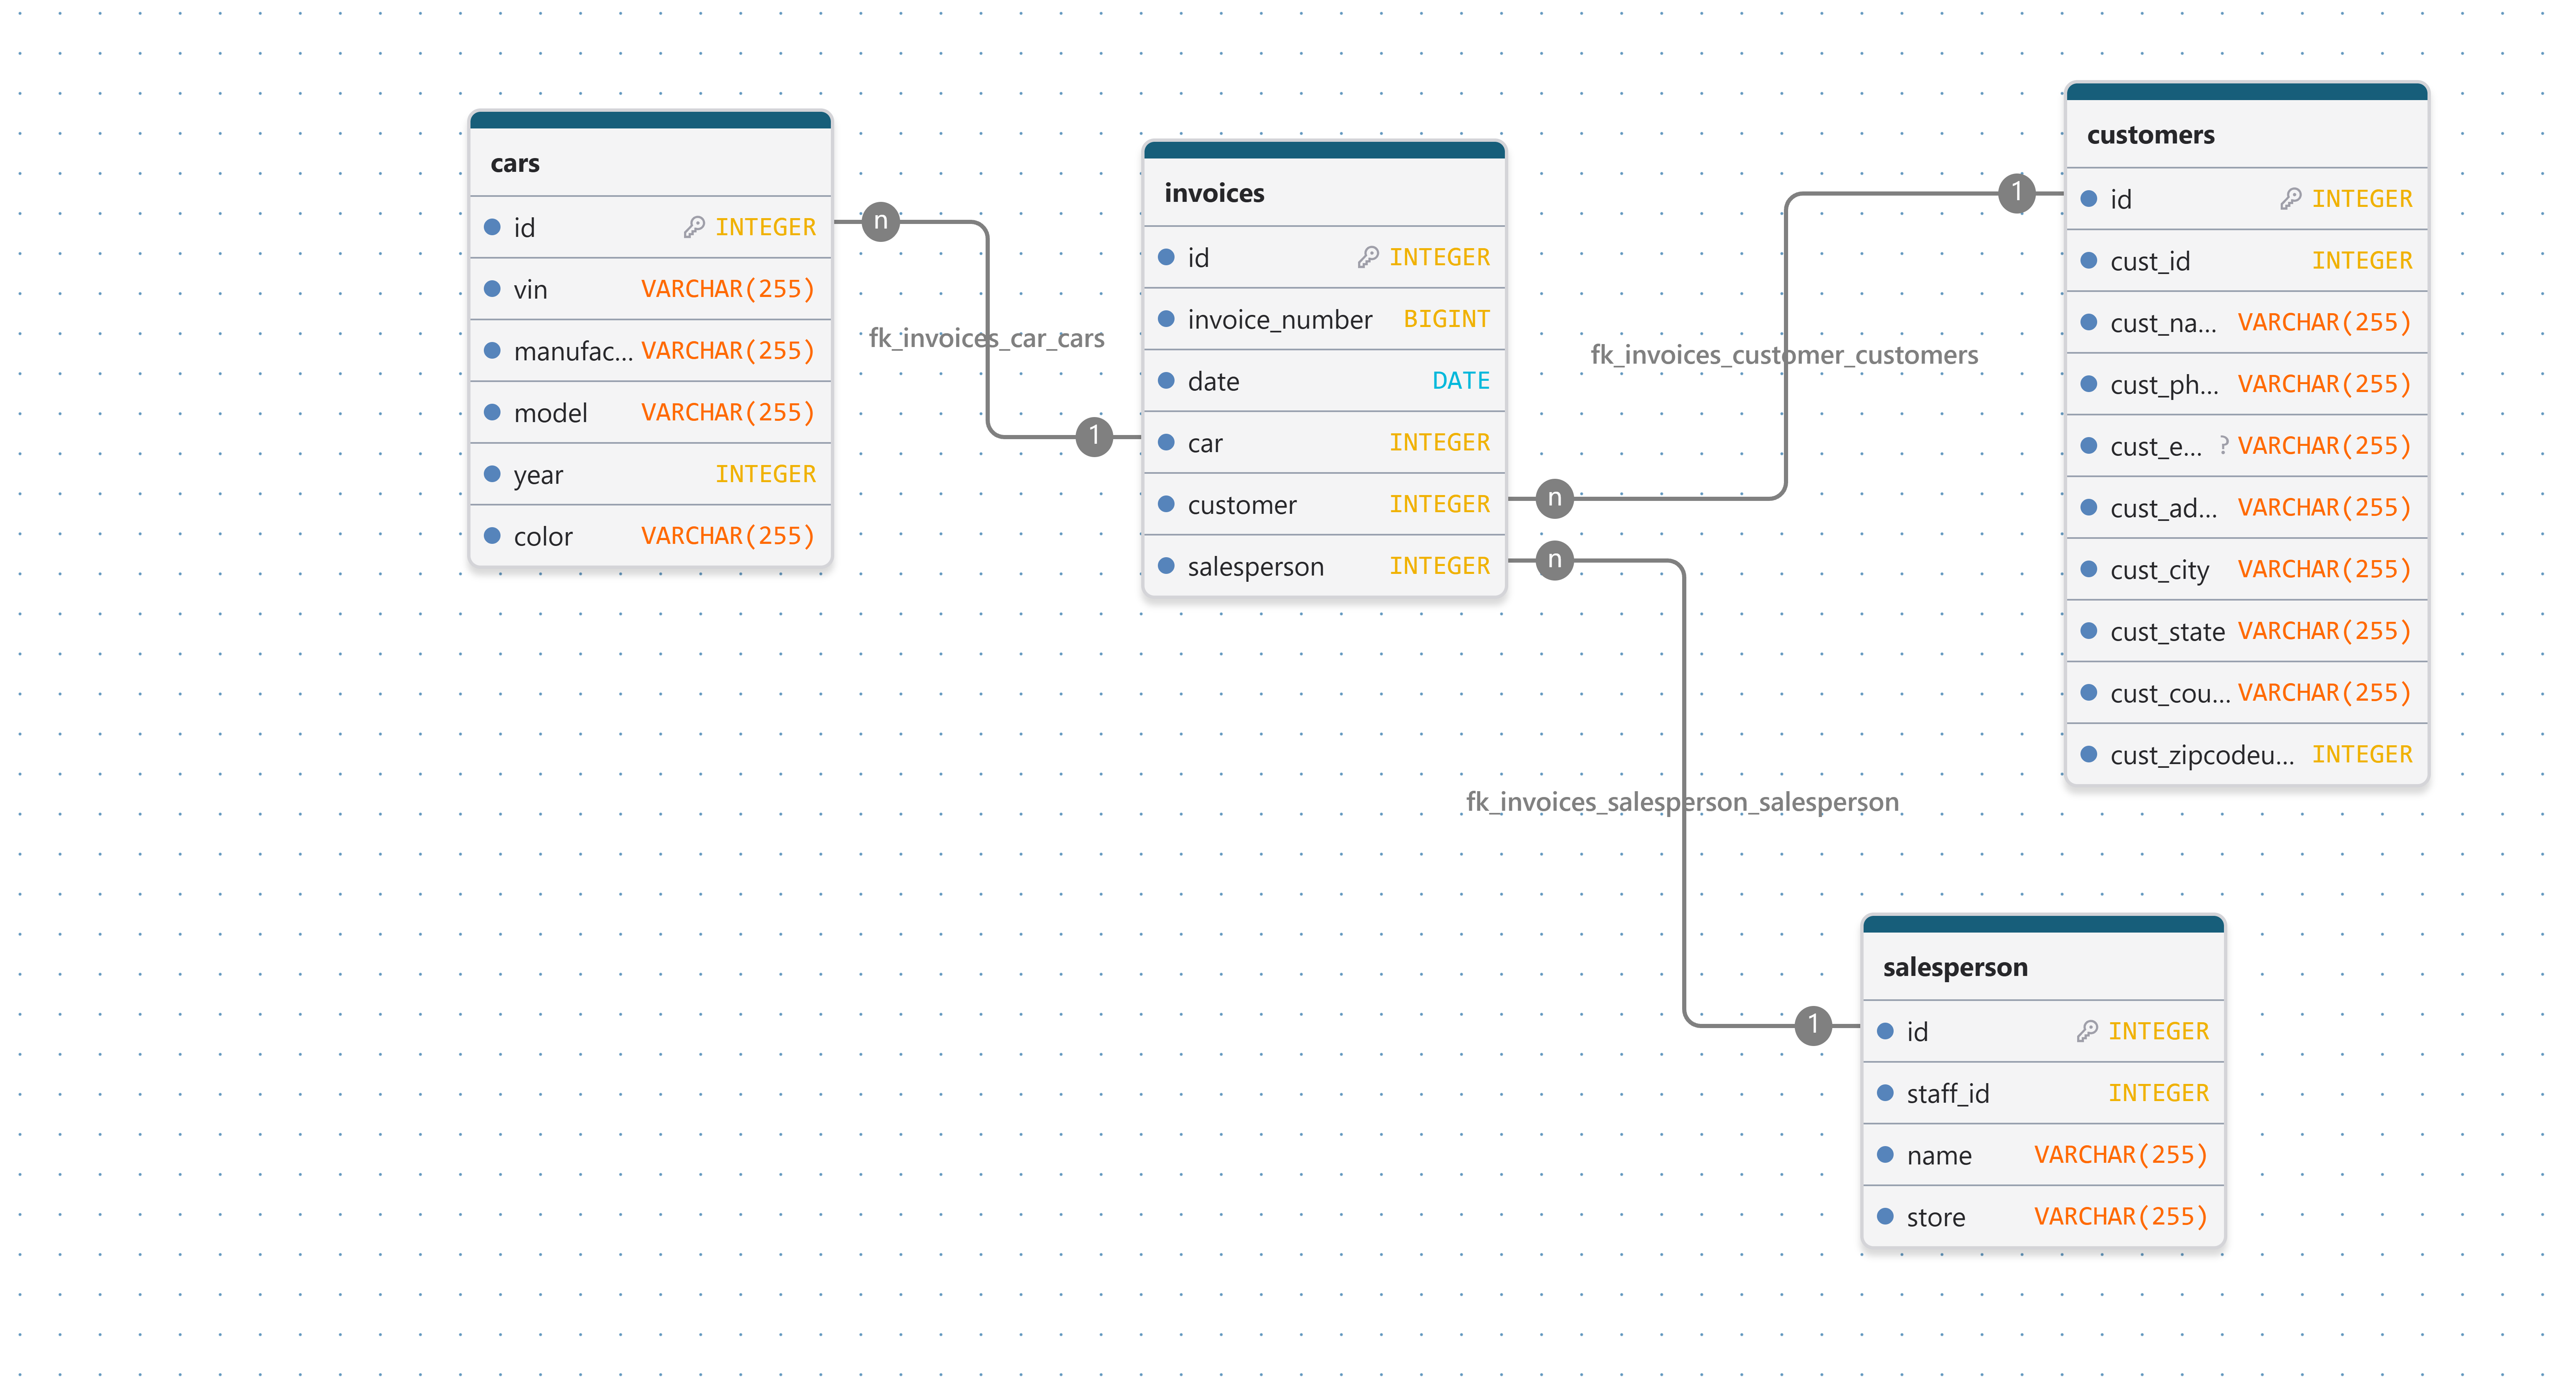 cars
id INTEGER
vin VARCHAR(255)
manufac... VARCHAR(255)
model VARCHAR(255)
year INTEGER
color VARCHAR(255)
n
fk_invoices_car_cars
1
invoices
id INTEGER
invoice_number BIGINT
date DATE
car INTEGER
customer INTEGER
salesperson INTEGER
n
fk_invoices_customer_customers
1
customers
id INTEGER
cust_id INTEGER
cust_na... VARCHAR(255)
cust_ph... VARCHAR(255)
cust_e... ? VARCHAR(255)
cust_ad... VARCHAR(255)
cust_city VARCHAR(255)
cust_state VARCHAR(255)
cust_cou... VARCHAR(255)
cust_zipcodeu... INTEGER
n
fk_invoices_salesperson_salesperson
1
salesperson
id INTEGER
staff_id INTEGER
name VARCHAR(255)
store VARCHAR(255)